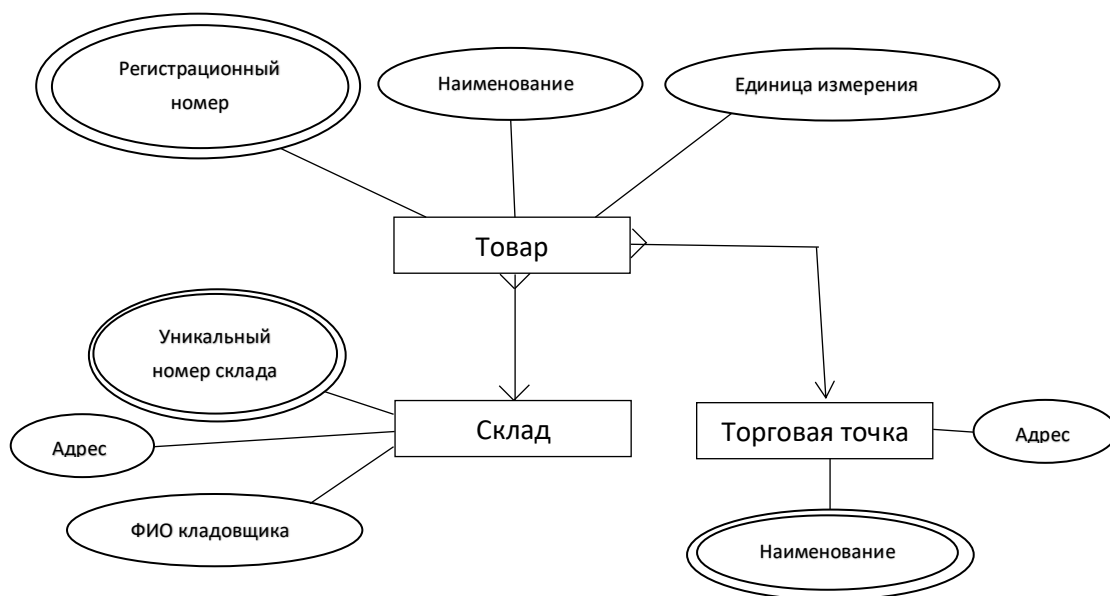 Регистрационный
номер
Наименование
Единица измерения
Товар
Уникальный
номер склада
Адрес
Склад
ФИО кладовщика
Торговая точка
Адрес
Наименование